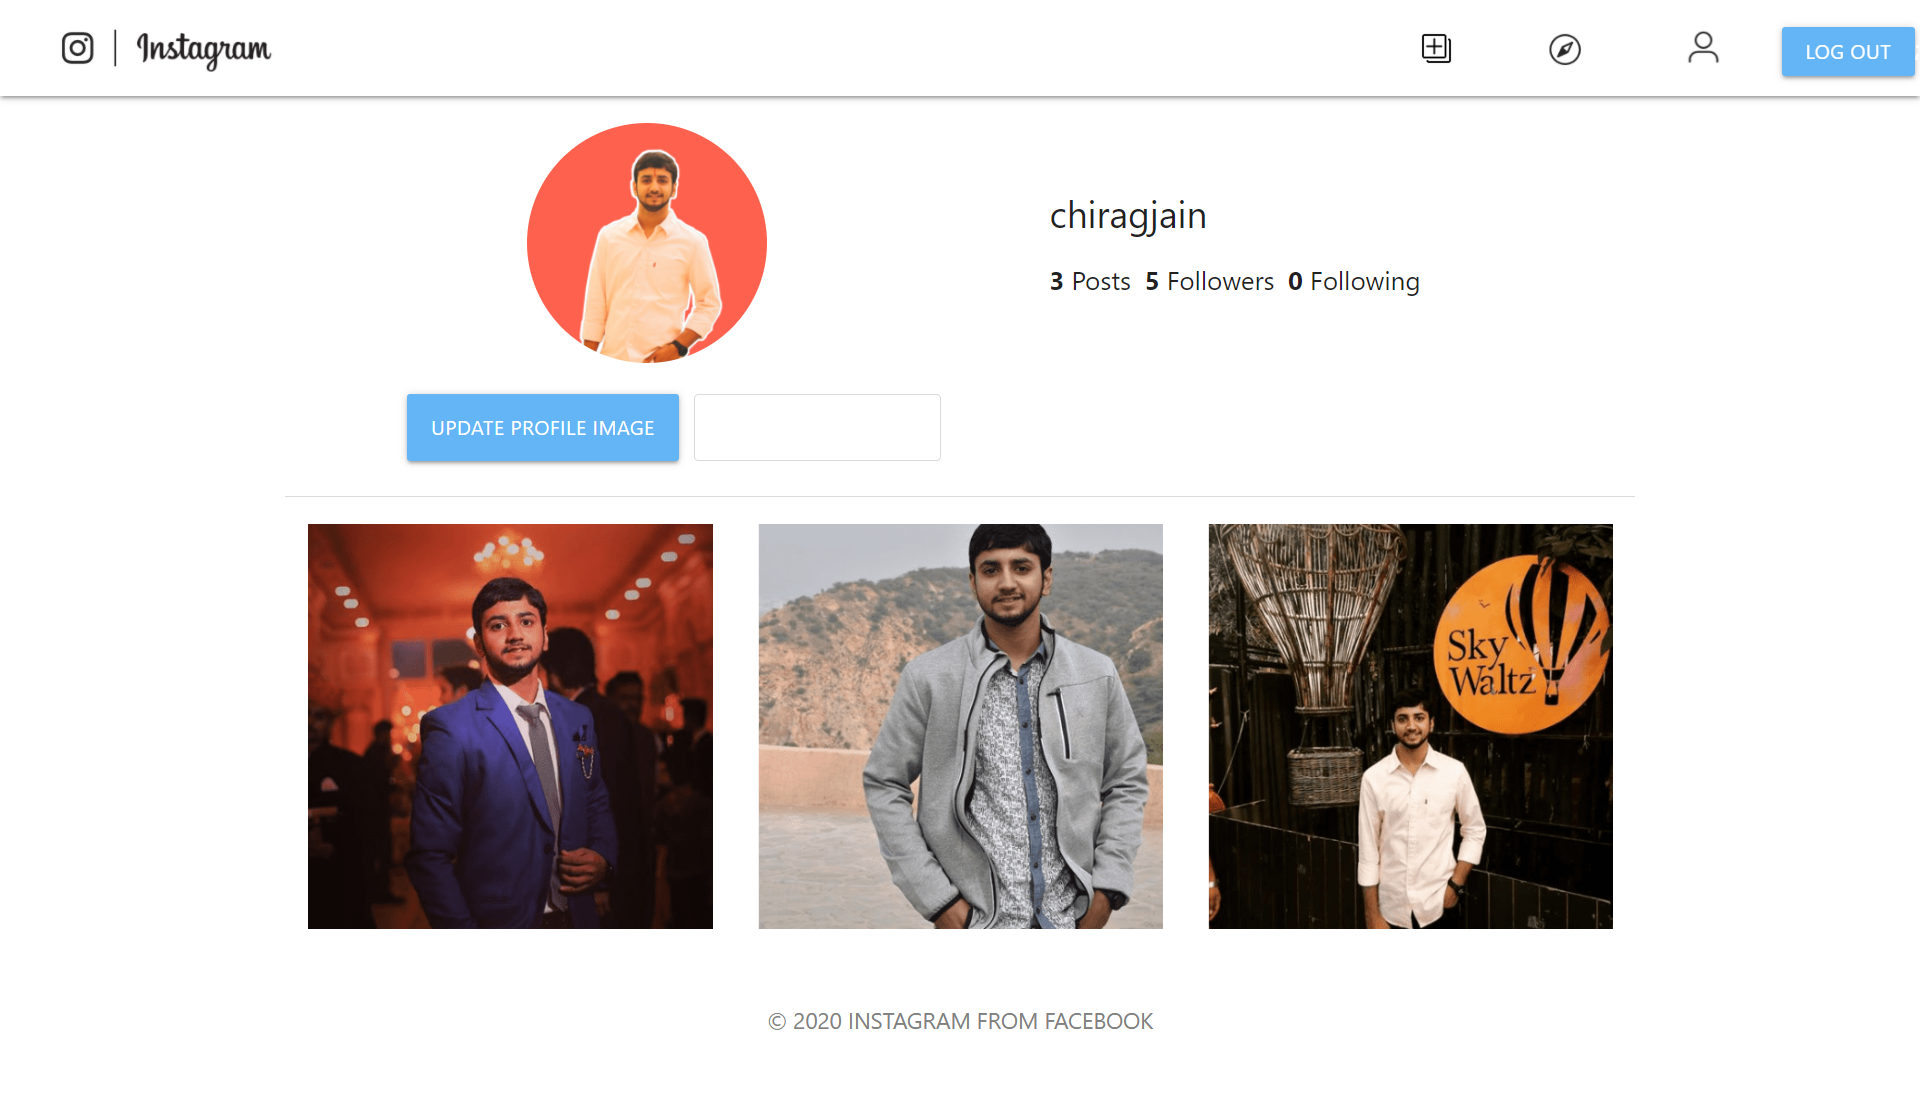 Instagram
LOG OUT
chiragjain
3 Posts 5 Followers 0 Following
UPDATE PROFILE IMAGE
Sky
Waltz
© 2020 INSTAGRAM FROM FACEBOOK